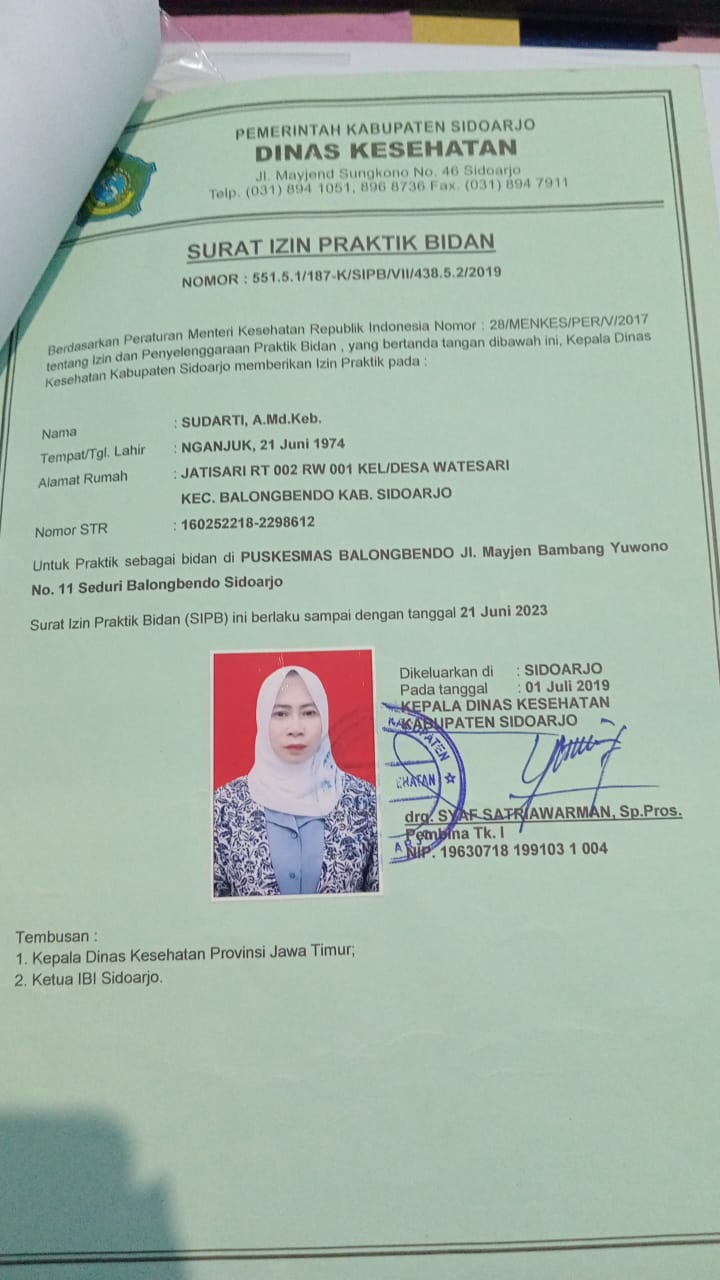 PEMERINTAH KABUPATEN SIDOARJO
DINAS KESEHATAN
Jl. Mayjend Sungkono No. 46 Sidoarjo
Telp. (031) 894 1051, 896 8736 Fax. (031) 894 7911
SURAT IZIN PRAKTIK BIDAN
NOMOR : 551.5.1/187-K/SIPB/VII/438.5.2/2019
Berdasarkan Peraturan Menteri Kesehatan Republik Indonesia Nomor : 28/MENKES/PER/V/2017
tentang Izin dan Penyelenggaraan Praktik Bidan , yang bertanda tangan dibawah ini, Kepala Dinas
Kesehatan Kabupaten Sidoarjo memberikan Izin Praktik pada :
Nama : SUDARTI, A.Md.Keb.
Tempat/Tgl. Lahir : NGANJUK, 21 Juni 1974
Alamat Rumah : JATISARI RT 002 RW 001 KEL/DESA WATESARI
KEC. BALONGBENDO KAB. SIDOARJO
Nomor STR : 160252218-2298612
Untuk Praktik sebagai bidan di PUSKESMAS BALONGBENDO Jl. Mayjen Bambang Yuwono
No. 11 Seduri Balongbendo Sidoarjo
Surat Izin Praktik Bidan (SIPB) ini berlaku sampai dengan tanggal 21 Juni 2023
Dikeluarkan di : SIDOARJO
Pada tanggal : 01 Juli 2019
KEPALA DINAS KESEHATAN
KABUPATEN SIDOARJO
drg. SYAF SATRIAWARMAN, Sp.Pros.
Pembina Tk. I
NIP. 19630718 199103 1 004
Tembusan :
1. Kepala Dinas Kesehatan Provinsi Jawa Timur;
2. Ketua IBI Sidoarjo.